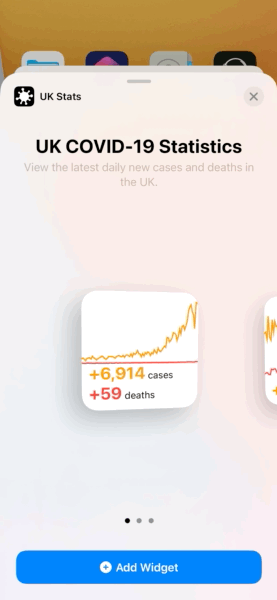 UK Stats
UK COVID-19 Statistics
View the latest daily new cases and deaths in
the UK.
+6,914 cases
+59 deaths
Add Widget